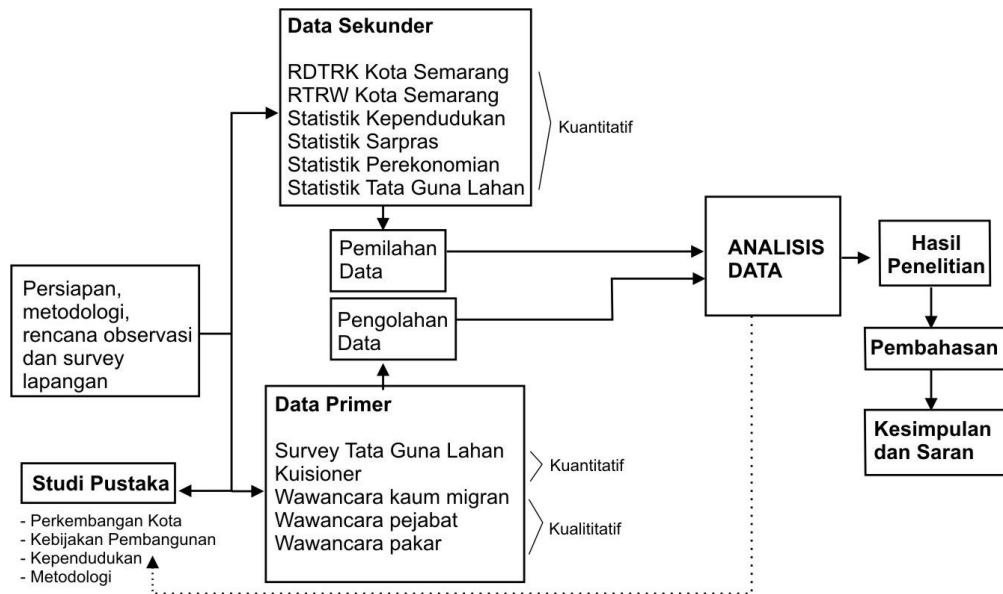 Data Sekunder
RDTRK Kota Semarang
RTRW Kota Semarang
Statistik Kependudukan
Statistik Sarpras
Statistik Perekonomian
Statistik Tata Guna Lahan
Kuantitatif
Pemilahan
Data
Persiapan,
metodologi,
rencana observasi
dan survey
lapangan
Pengolahan
Data
ANALISIS
DATA
Hasil
Penelitian
Pembahasan
Kesimpulan
dan Saran
Data Primer
Survey Tata Guna Lahan
Kuisioner
Wawancara kaum migran
Wawancara pejabat
Wawancara pakar
Kuantitatif
Kualititatif
Studi Pustaka
- Perkembangan Kota
- Kebijakan Pembangunan
- Kependudukan
- Metodologi